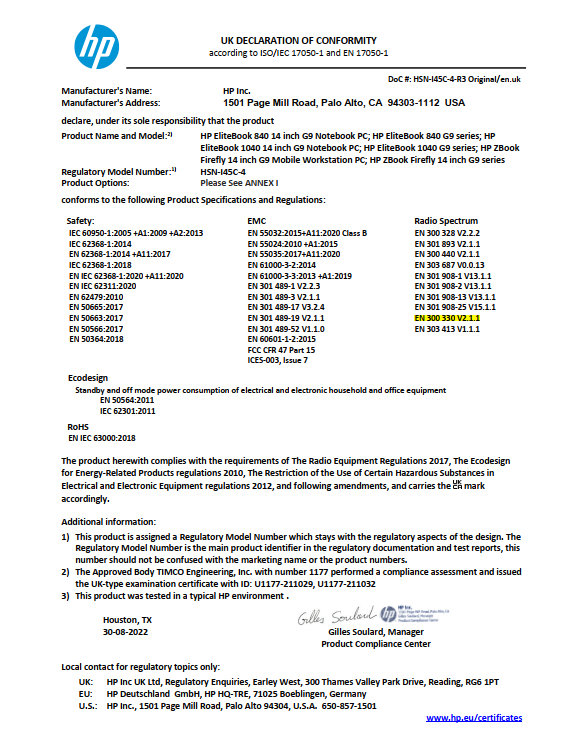 hp
UK DECLARATION OF CONFORMITY
according to ISO/IEC 17050-1 and EN 17050-1
DoC #: HSN-I45C-4-R3 Original/en.uk
Manufacturer's Name: HP Inc.
Manufacturer's Address: 1501 Page Mill Road, Palo Alto, CA 94303-1112 USA
declare, under its sole responsibility that the product
Product Name and Model:2) HP EliteBook 840 14 inch G9 Notebook PC; HP EliteBook 840 G9 series; HP
EliteBook 1040 14 inch G9 Notebook PC; HP EliteBook 1040 G9 series; HP ZBook
Firefly 14 inch G9 Mobile Workstation PC; HP ZBook Firefly 14 inch G9 series
Regulatory Model Number:1) HSN-I45C-4
Product Options: Please See ANNEX I
conforms to the following Product Specifications and Regulations:
Safety:
IEC 60950-1:2005 +A1:2009 +A2:2013
IEC 62368-1:2014
EN 62368-1:2014 +A11:2017
IEC 62368-1:2018
EN IEC 62368-1:2020 +A11:2020
EN IEC 62311:2020
EN 62479:2010
EN 50665:2017
EN 50663:2017
EN 50566:2017
EN 50364:2018
EMC
EN 55032:2015+A11:2020 Class B
EN 55024:2010 +A1:2015
EN 55035:2017+A11:2020
EN 61000-3-2:2014
EN 61000-3-3:2013 +A1:2019
EN 301 489-1 V2.2.3
EN 301 489-3 V2.1.1
EN 301 489-17 V3.2.4
EN 301 489-19 V2.1.1
EN 301 489-52 V1.1.0
EN 60601-1-2:2015
FCC CFR 47 Part 15
ICES-003, Issue 7
Radio Spectrum
EN 300 328 V2.2.2
EN 301 893 V2.1.1
EN 300 440 V2.1.1
EN 303 687 V0.0.13
EN 301 908-1 V13.1.1
EN 301 908-2 V13.1.1
EN 301 908-13 V13.1.1
EN 301 908-25 V15.1.1
EN 300 330 V2.1.1
EN 303 413 V1.1.1
Ecodesign
Standby and off mode power consumption of electrical and electronic household and office equipment
EN 50564:2011
IEC 62301:2011
RoHS
EN IEC 63000:2018
The product herewith complies with the requirements of The Radio Equipment Regulations 2017, The Ecodesign
for Energy-Related Products regulations 2010, The Restriction of the Use of Certain Hazardous Substances in
Electrical and Electronic Equipment regulations 2012, and following amendments, and carries the UKCA mark
accordingly.
Additional information:
1) This product is assigned a Regulatory Model Number which stays with the regulatory aspects of the design. The
Regulatory Model Number is the main product identifier in the regulatory documentation and test reports, this
number should not be confused with the marketing name or the product numbers.
2) The Approved Body TIMCO Engineering, Inc. with number 1177 performed a compliance assessment and issued
the UK-type examination certificate with ID: U1177-211029, U1177-211032
3) This product was tested in a typical HP environment .
Houston, TX
30-08-2022
Gilles Soulard
hp
HP Inc.
Gilles Soulard, Manager
Product Compliance Center
Local contact for regulatory topics only:
UK: HP Inc UK Ltd, Regulatory Enquiries, Earley West, 300 Thames Valley Park Drive, Reading, RG6 1PT
EU: HP Deutschland GmbH, HP HQ-TRE, 71025 Boeblingen, Germany
U.S.: HP Inc., 1501 Page Mill Road, Palo Alto 94304, U.S.A. 650-857-1501
www.hp.eu/certificates